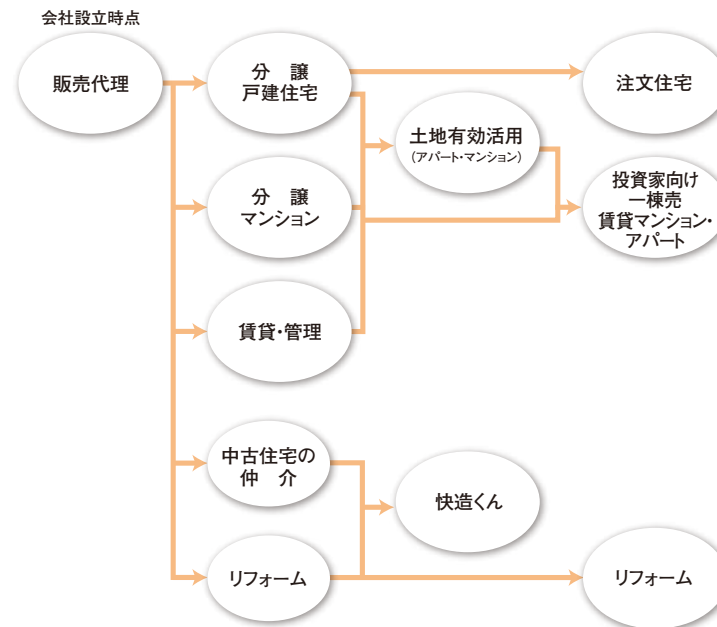 会社設立時点
販売代理
分　譲
戸建住宅
注文住宅
土地有効活用
(アパート・マンション)
分　譲
マンション
投資家向け
一棟売
賃貸マンション・
アパート
賃貸・管理
中古住宅の
仲　介
快造くん
リフォーム
リフォーム